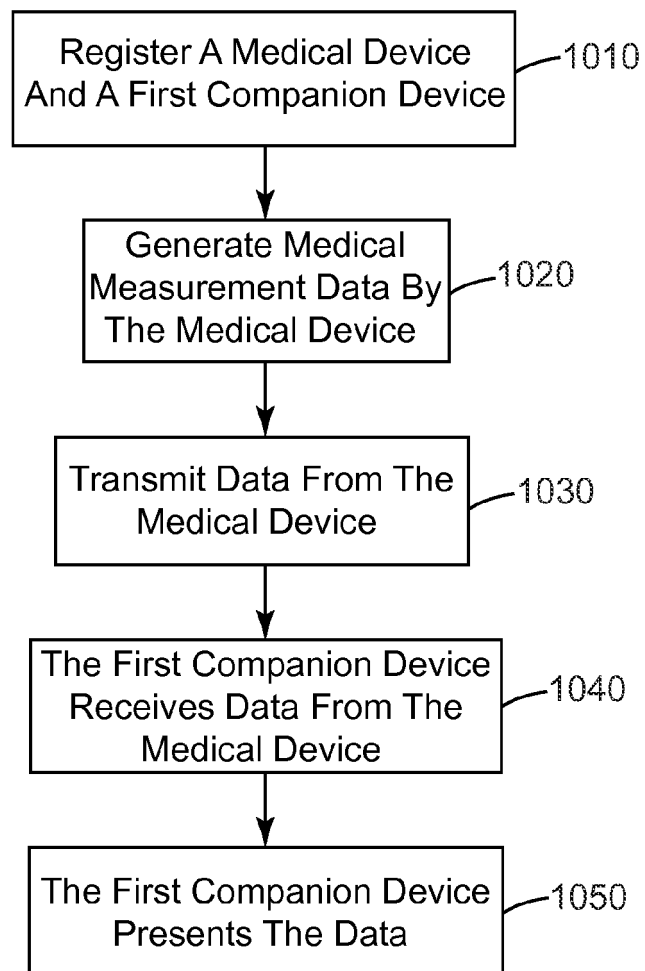 Register A Medical Device
And A First Companion Device
1010
Generate Medical
Measurement Data By
The Medical Device
1020
Transmit Data From The
Medical Device
1030
The First Companion Device
Receives Data From The
Medical Device
1040
The First Companion Device
Presents The Data
1050